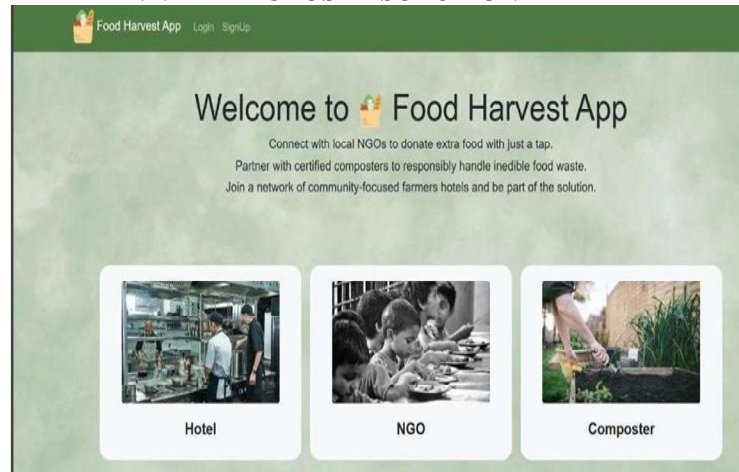 Food Harvest App Login SignUp
Welcome to Food Harvest App
Connect with local NGOs to donate extra food with just a tap.
Partner with certified composters to responsibly handle inedible food waste.
Join a network of community-focused farmers hotels and be part of the solution.
Hotel NGO Composter